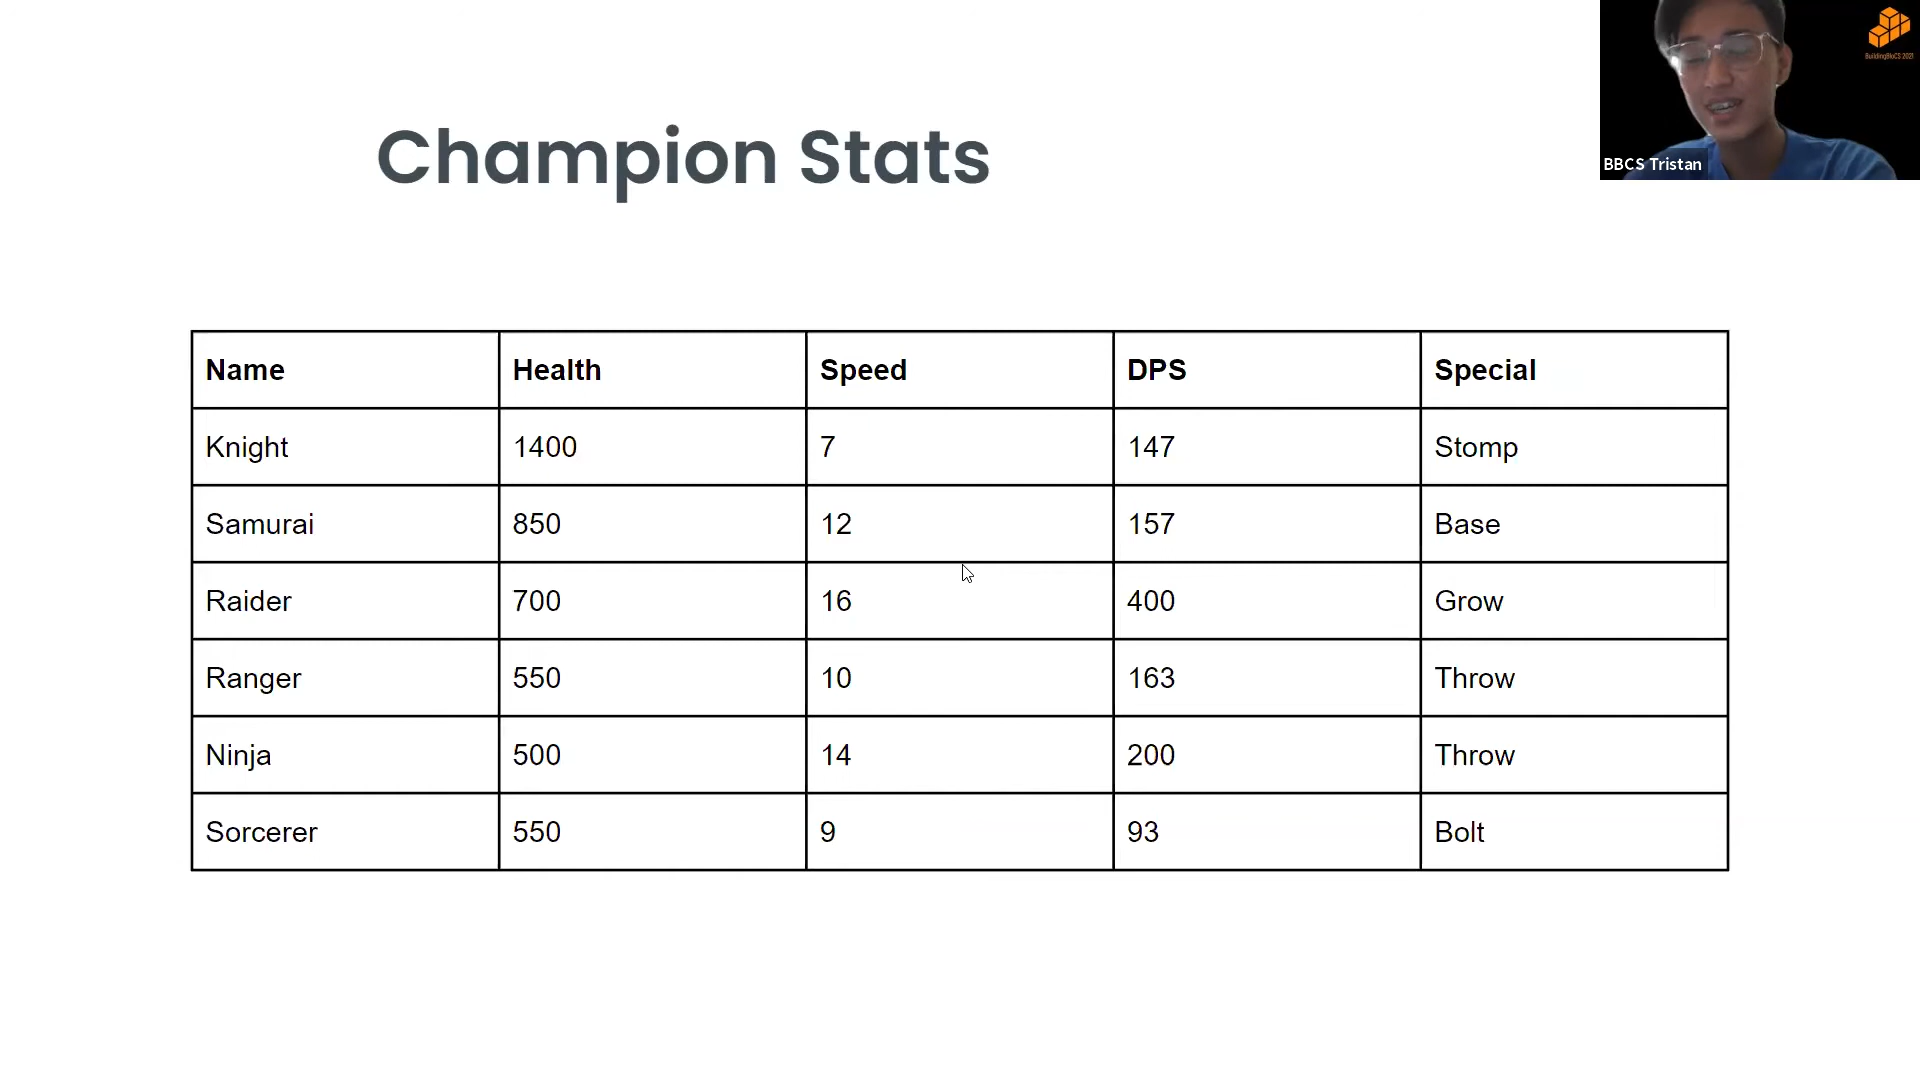 BuildingBloCS 2021
BBCS Tristan
Champion Stats
Name Health Speed DPS Special
Knight 1400 7 147 Stomp
Samurai 850 12 157 Base
Raider 700 16 400 Grow
Ranger 550 10 163 Throw
Ninja 500 14 200 Throw
Sorcerer 550 9 93 Bolt